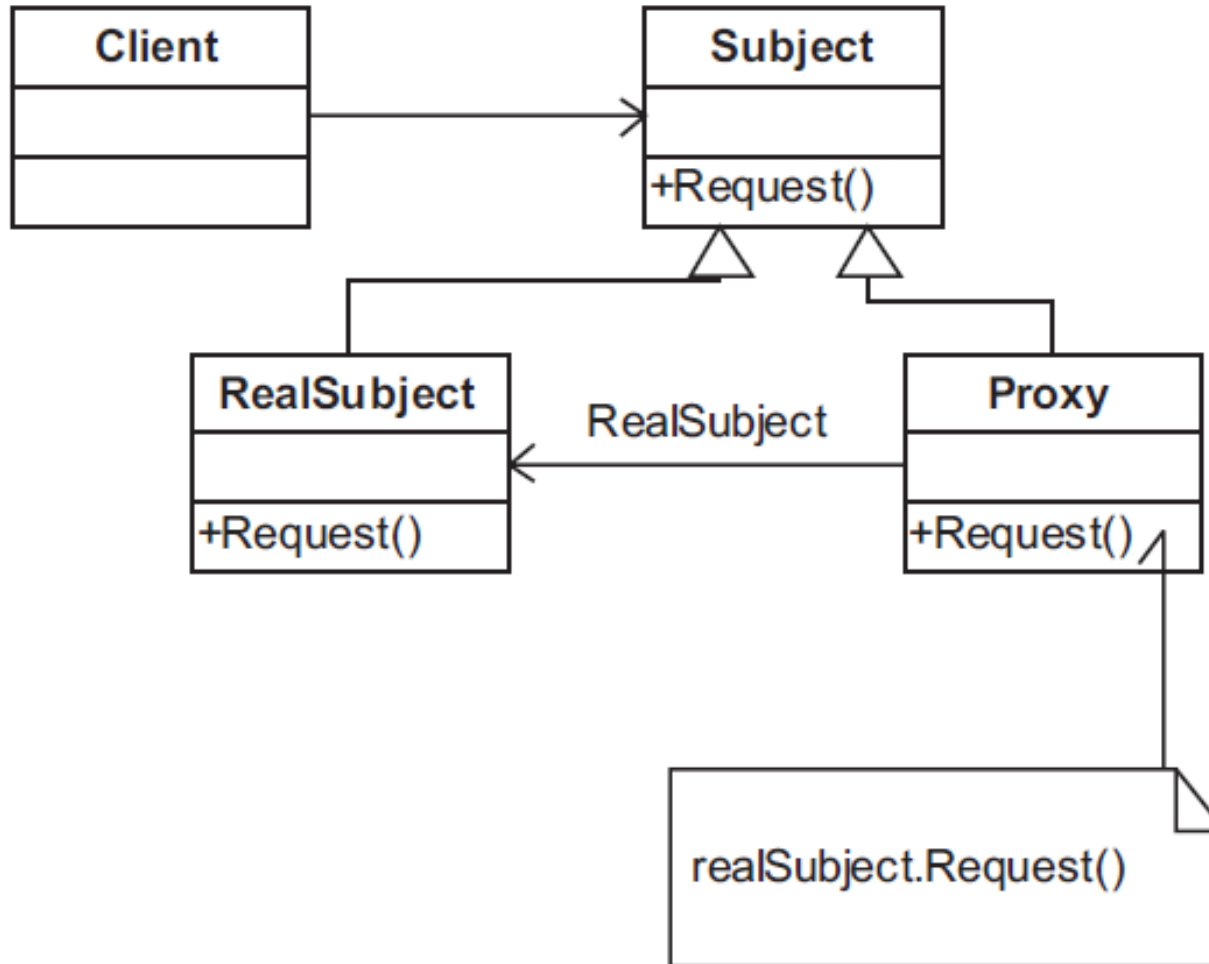 Client
Subject
+Request()
RealSubject
Proxy
RealSubject
+Request()
+Request()
realSubject.Request()